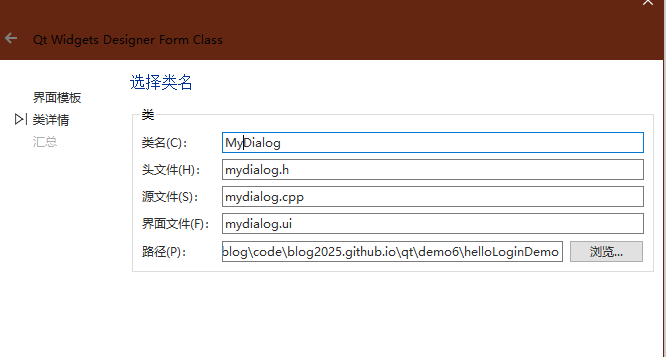 Qt Widgets Designer Form Class
选择类名
界面模板
类详情
汇总
类
类名(C): MyDialog
头文件(H): mydialog.h
源文件(S): mydialog.cpp
界面文件(F): mydialog.ui
路径(P): blog\code\blog2025.github.io\qt\demo6\helloLoginDemo 浏览...